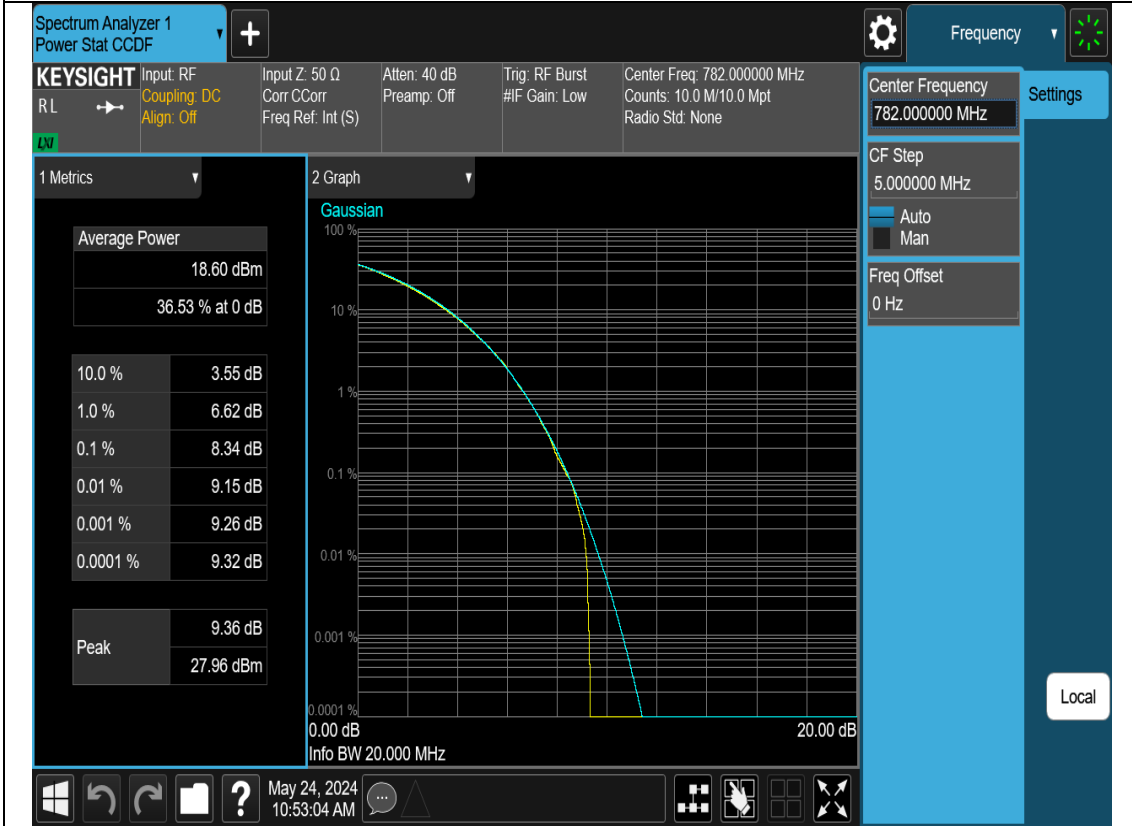 Spectrum Analyzer 1
Power Stat CCDF
Frequency
KEYSIGHT
RL
LXI
Input: RF
Coupling: DC
Align: Off
Input Z: 50 Ω
Corr CCorr
Freq Ref: Int (S)
Atten: 40 dB
Preamp: Off
Trig: RF Burst
#IF Gain: Low
Center Freq: 782.000000 MHz
Counts: 10.0 M/10.0 Mpt
Radio Std: None
Center Frequency
782.000000 MHz
Settings
CF Step
5.000000 MHz
Auto
Man
Freq Offset
0 Hz
1 Metrics
Average Power
18.60 dBm
36.53 % at 0 dB
10.0 % 3.55 dB
1.0 % 6.62 dB
0.1 % 8.34 dB
0.01 % 9.15 dB
0.001 % 9.26 dB
0.0001 % 9.32 dB
Peak
9.36 dB
27.96 dBm
2 Graph
Gaussian
100 %
10 %
1 %
0.1 %
0.01 %
0.001 %
0.0001 %
0.00 dB 20.00 dB
Info BW 20.000 MHz
Local
May 24, 2024
10:53:04 AM